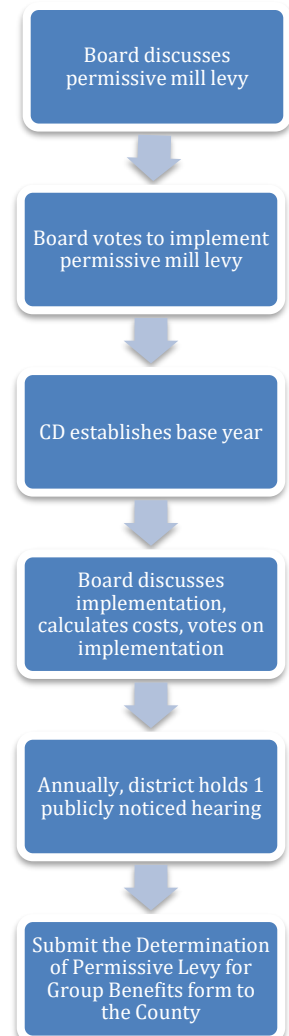 Board discusses
permissive mill levy
Board votes to implement
permissive mill levy
CD establishes base year
Board discusses
implementation,
calculates costs, votes on
implementation
Annually, district holds 1
publicly noticed hearing
Submit the Determination
of Permissive Levy for
Group Benefits form to
the County